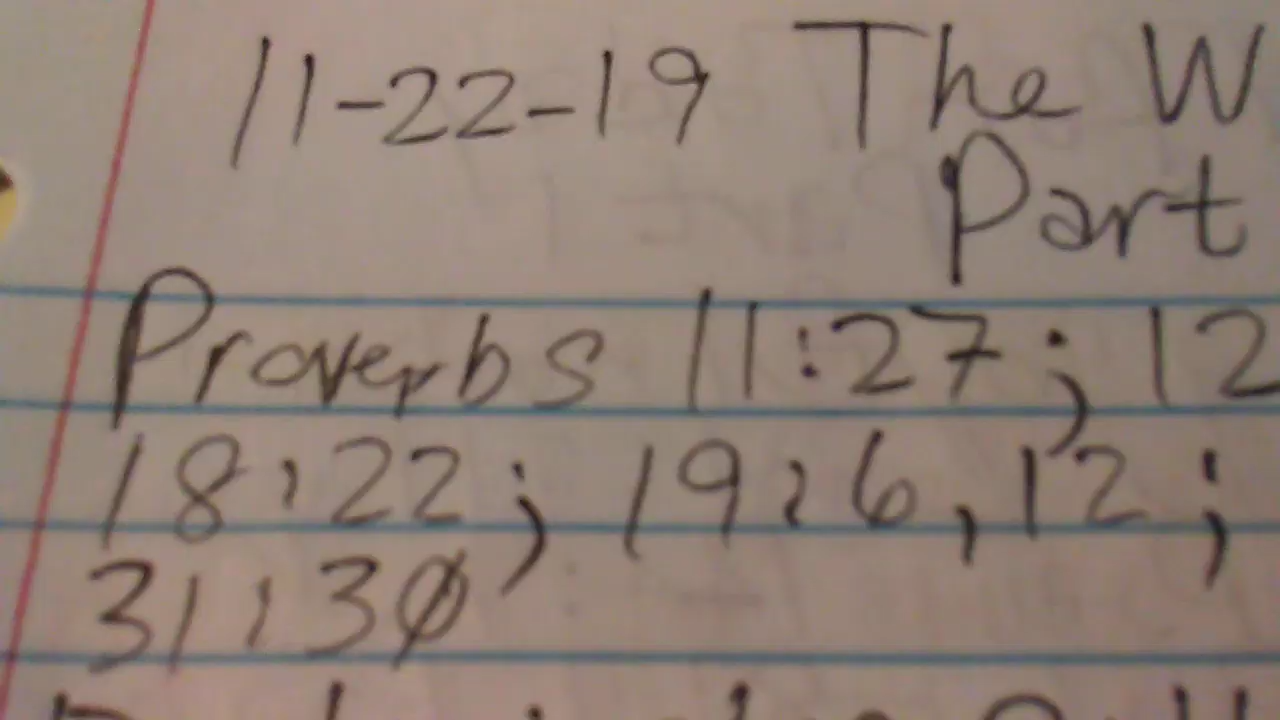 11-22-19 The W
Part
Proverbs 11:27; 12
18:22; 19:6,12;
31:30